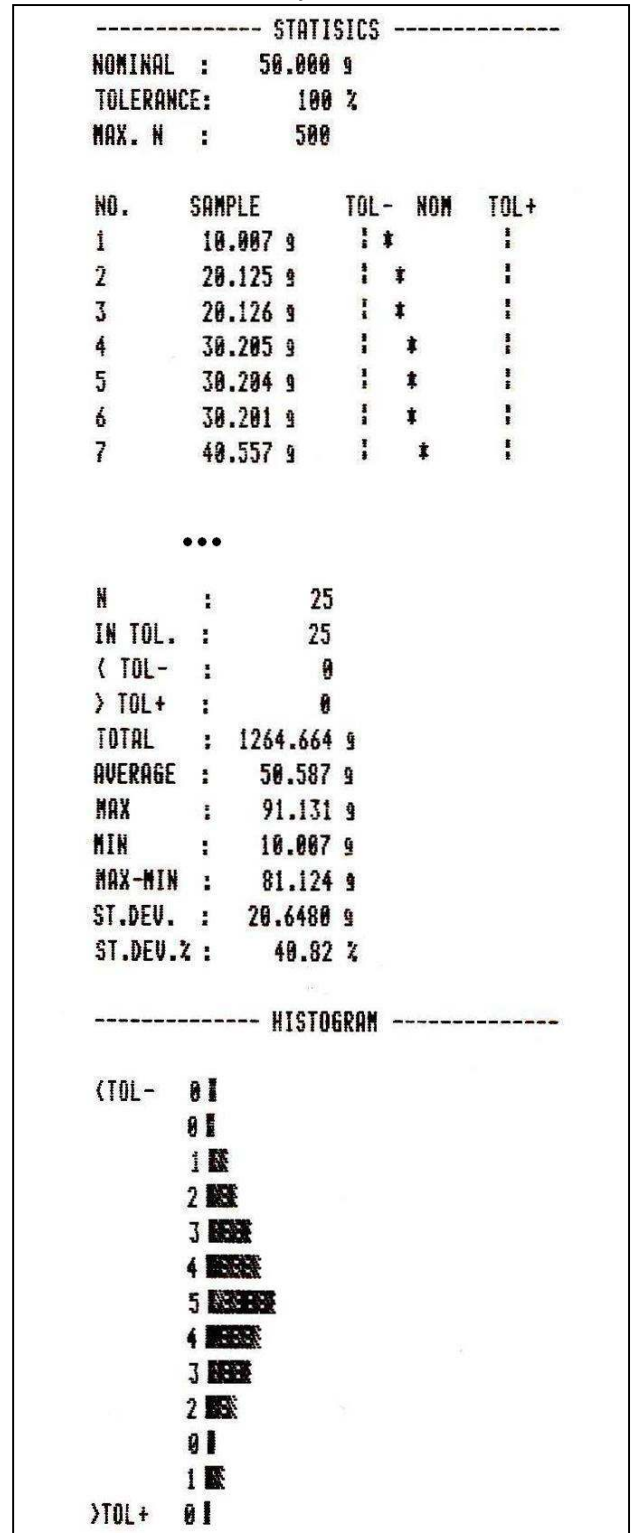 --------------- STATISICS ---------------
NOMINAL : 50.000 g
TOLERANCE: 100 %
MAX. N : 500
NO. SAMPLE TOL- NOM TOL+
1 10.007 g ¦ * ¦
2 20.125 g ¦ * ¦
3 20.126 g ¦ * ¦
4 30.205 g ¦ * ¦
5 30.204 g ¦ * ¦
6 30.201 g ¦ * ¦
7 40.557 g ¦ * ¦
...
N : 25
IN TOL. : 25
< TOL- : 0
> TOL+ : 0
TOTAL : 1264.664 g
AVERAGE : 50.587 g
MAX : 91.131 g
MIN : 10.007 g
MAX-MIN : 81.124 g
ST.DEV. : 20.6480 g
ST.DEV.% : 40.82 %
--------------- HISTOGRAM ---------------
<TOL- 0
0
1
2
3
4
5
4
3
2
0
1
>TOL+ 0